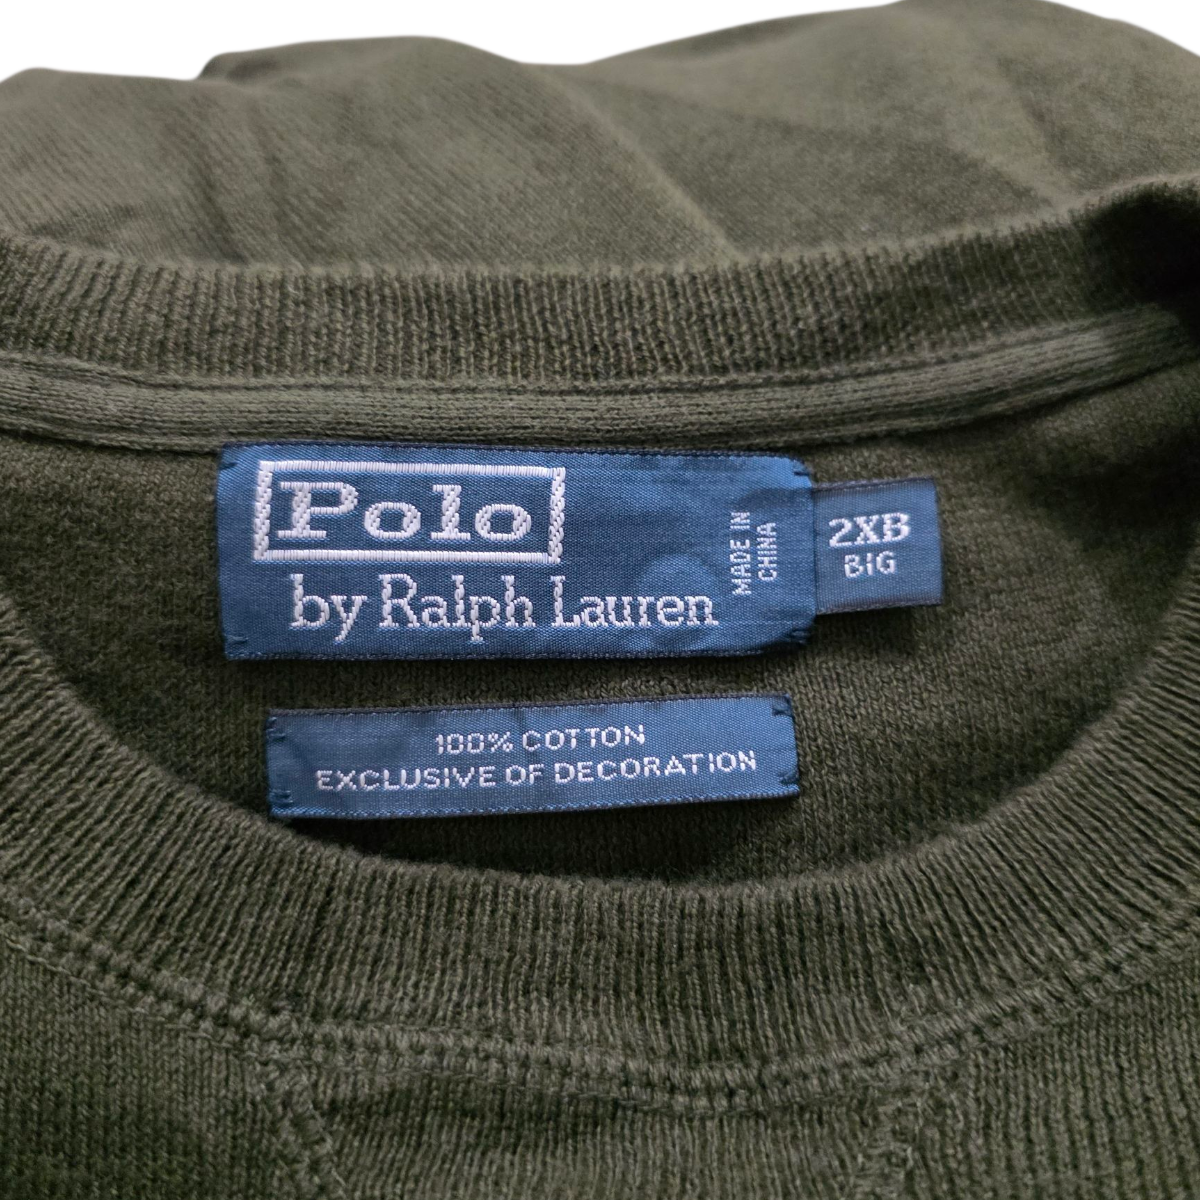 Polo
by Ralph Lauren
MADE IN
CHINA
2XB
BIG
100% COTTON
EXCLUSIVE OF DECORATION